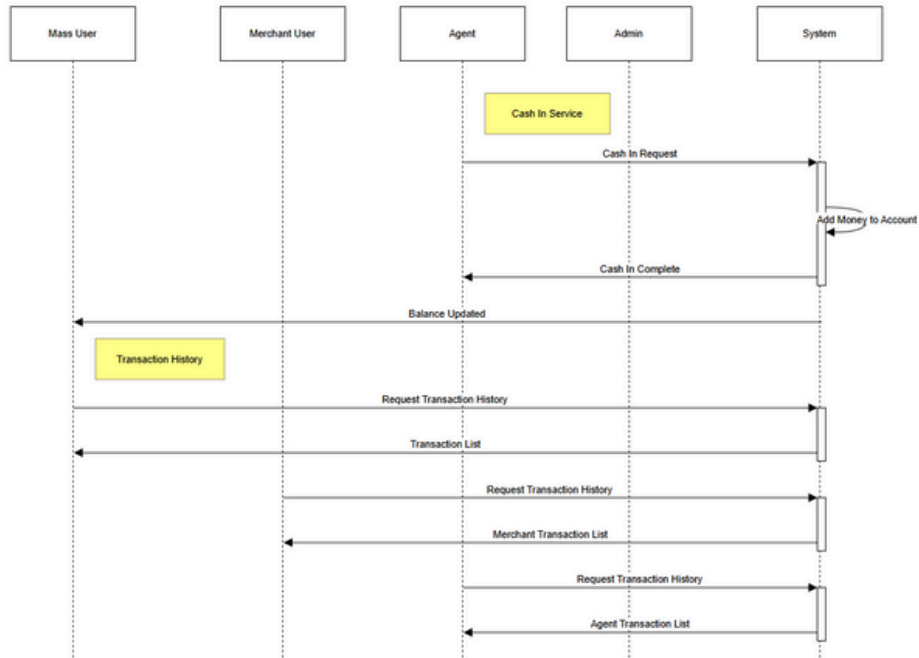 Mass User
Merchant User
Agent
Admin
System
Cash In Service
Cash In Request
Add Money to Account
Cash In Complete
Balance Updated
Transaction History
Request Transaction History
Transaction List
Request Transaction History
Merchant Transaction List
Request Transaction History
Agent Transaction List